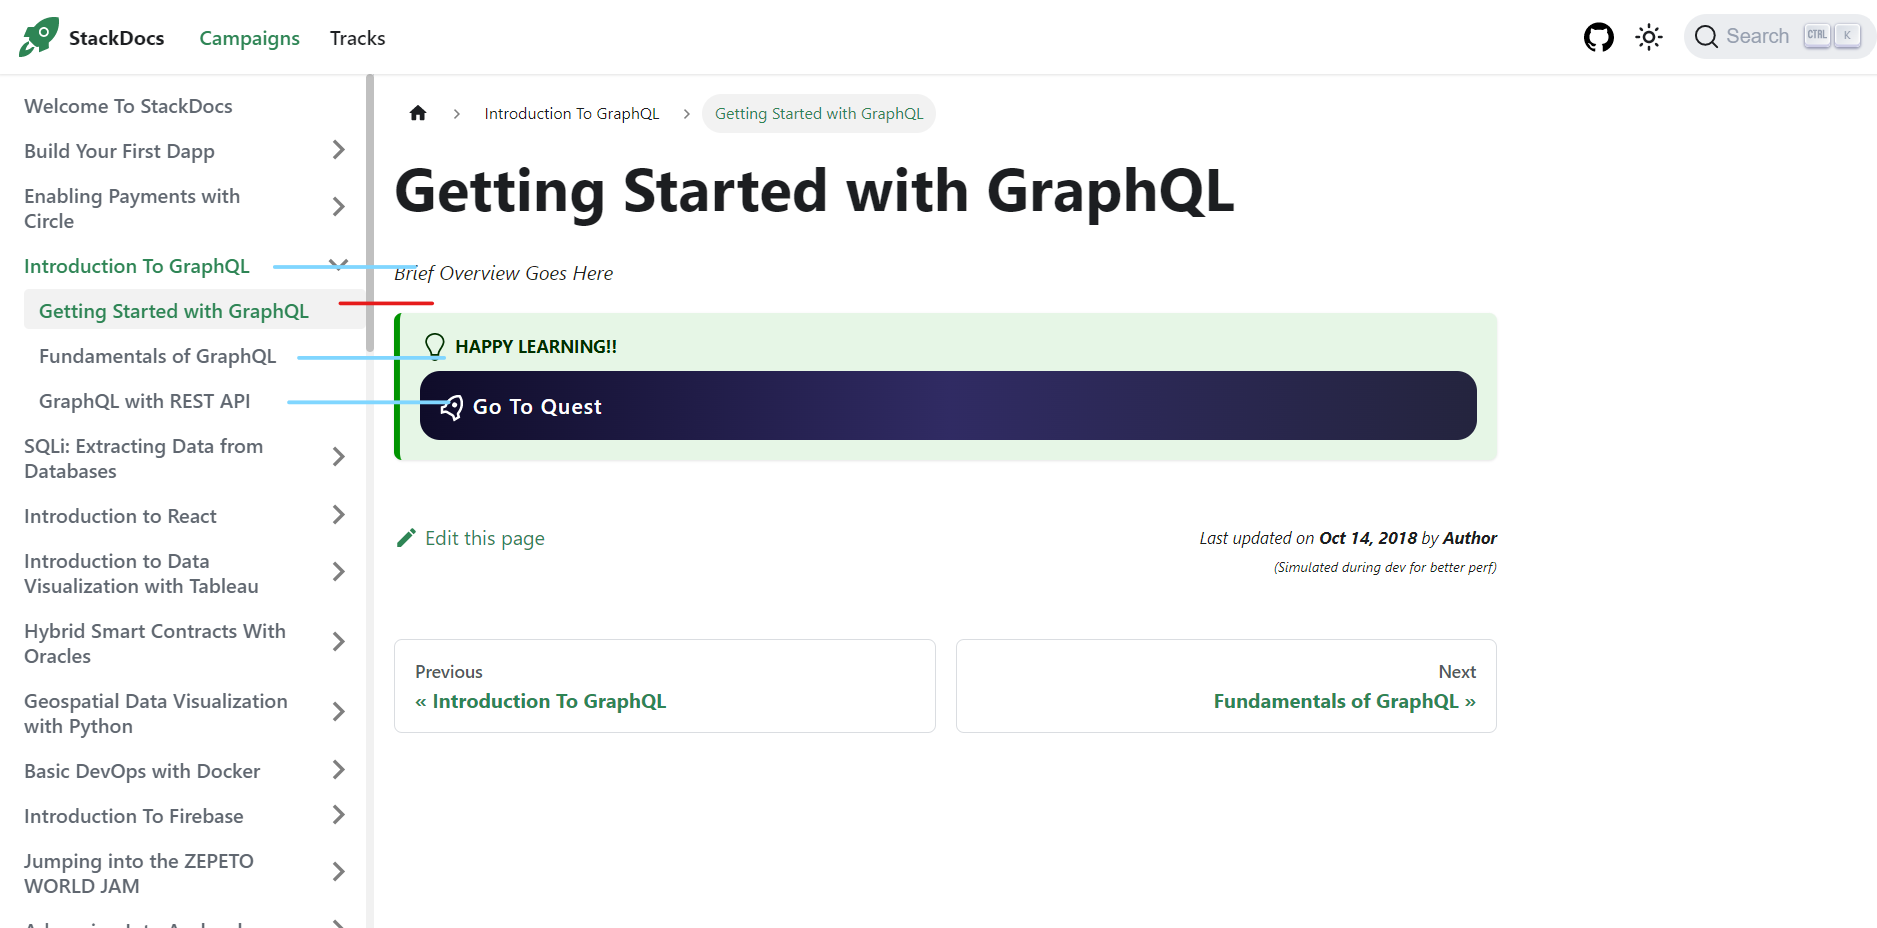 StackDocs
Campaigns
Tracks
Search
CTRL
K
Welcome To StackDocs
Build Your First Dapp
Enabling Payments with
Circle
Introduction To GraphQL
Getting Started with GraphQL
Fundamentals of GraphQL
GraphQL with REST API
SQLi: Extracting Data from
Databases
Introduction to React
Introduction to Data
Visualization with Tableau
Hybrid Smart Contracts With
Oracles
Geospatial Data Visualization
with Python
Basic DevOps with Docker
Introduction To Firebase
Jumping into the ZEPETO
WORLD JAM
Introduction To GraphQL
Getting Started with GraphQL
Getting Started with GraphQL
Brief Overview Goes Here
HAPPY LEARNING!!
Go To Quest
Edit this page
Last updated on Oct 14, 2018 by Author
(Simulated during dev for better perf)
Previous
« Introduction To GraphQL
Next
Fundamentals of GraphQL »